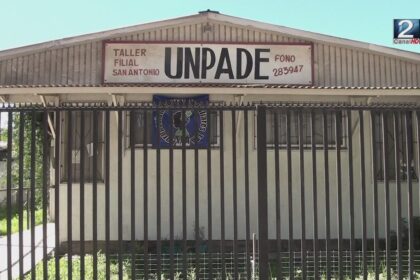 TALLER
FILIAL
SAN ANTONIO
UNPADE
FONO
283947
2